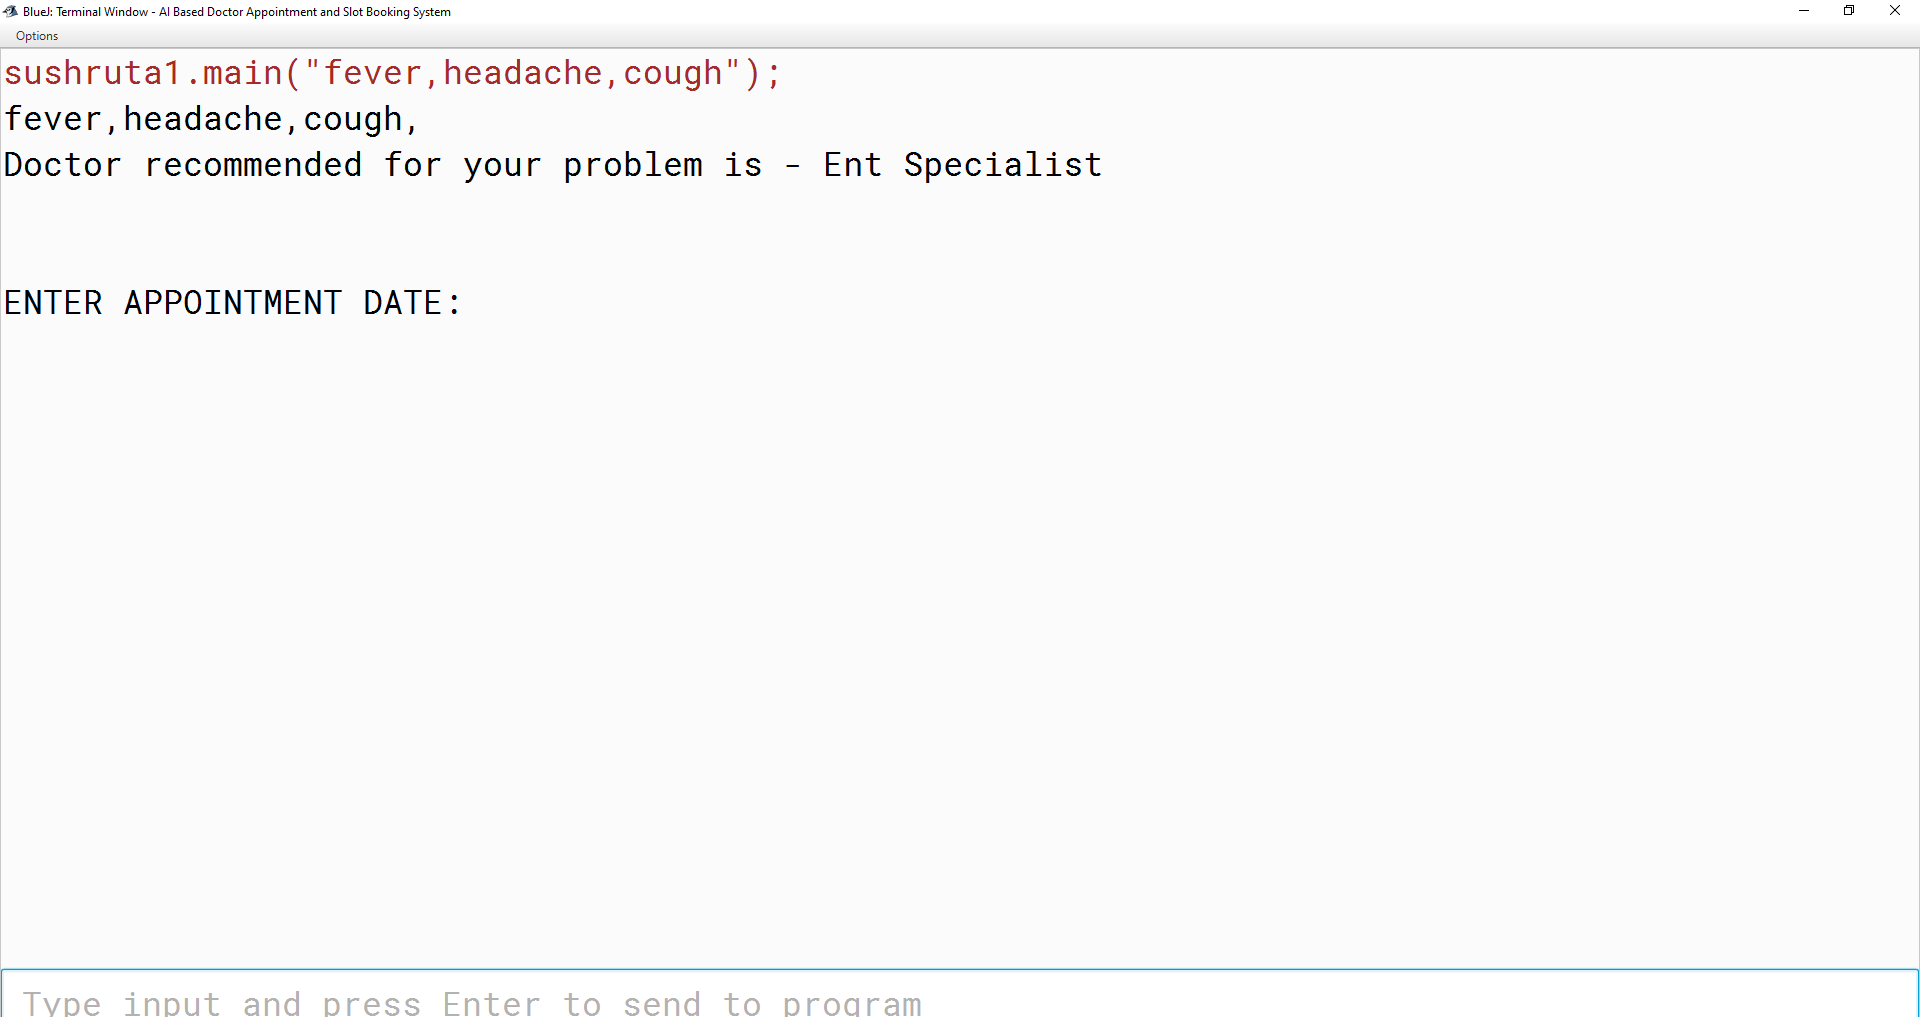 BlueJ: Terminal Window - AI Based Doctor Appointment and Slot Booking System
Options
sushruta1.main("fever,headache,cough");
fever,headache,cough,
Doctor recommended for your problem is - Ent Specialist
ENTER APPOINTMENT DATE:
Type input and press Enter to send to program